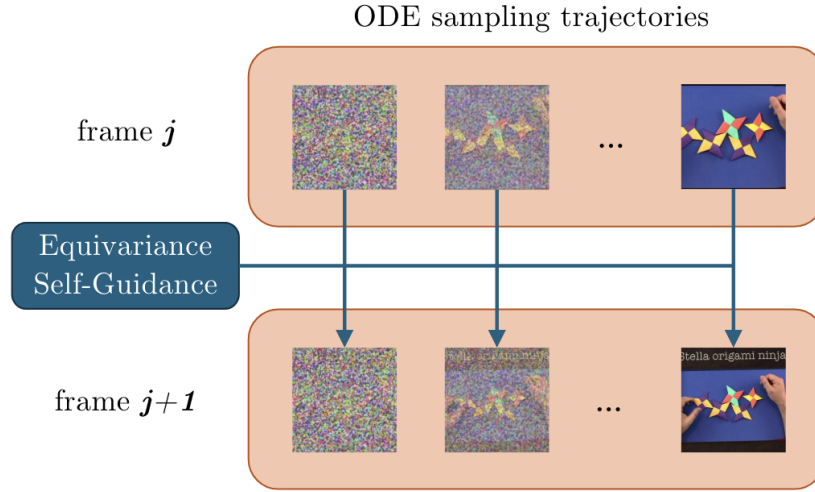 ODE sampling trajectories
frame j
...
Equivariance
Self-Guidance
frame j+1
Stella origami ninja
...